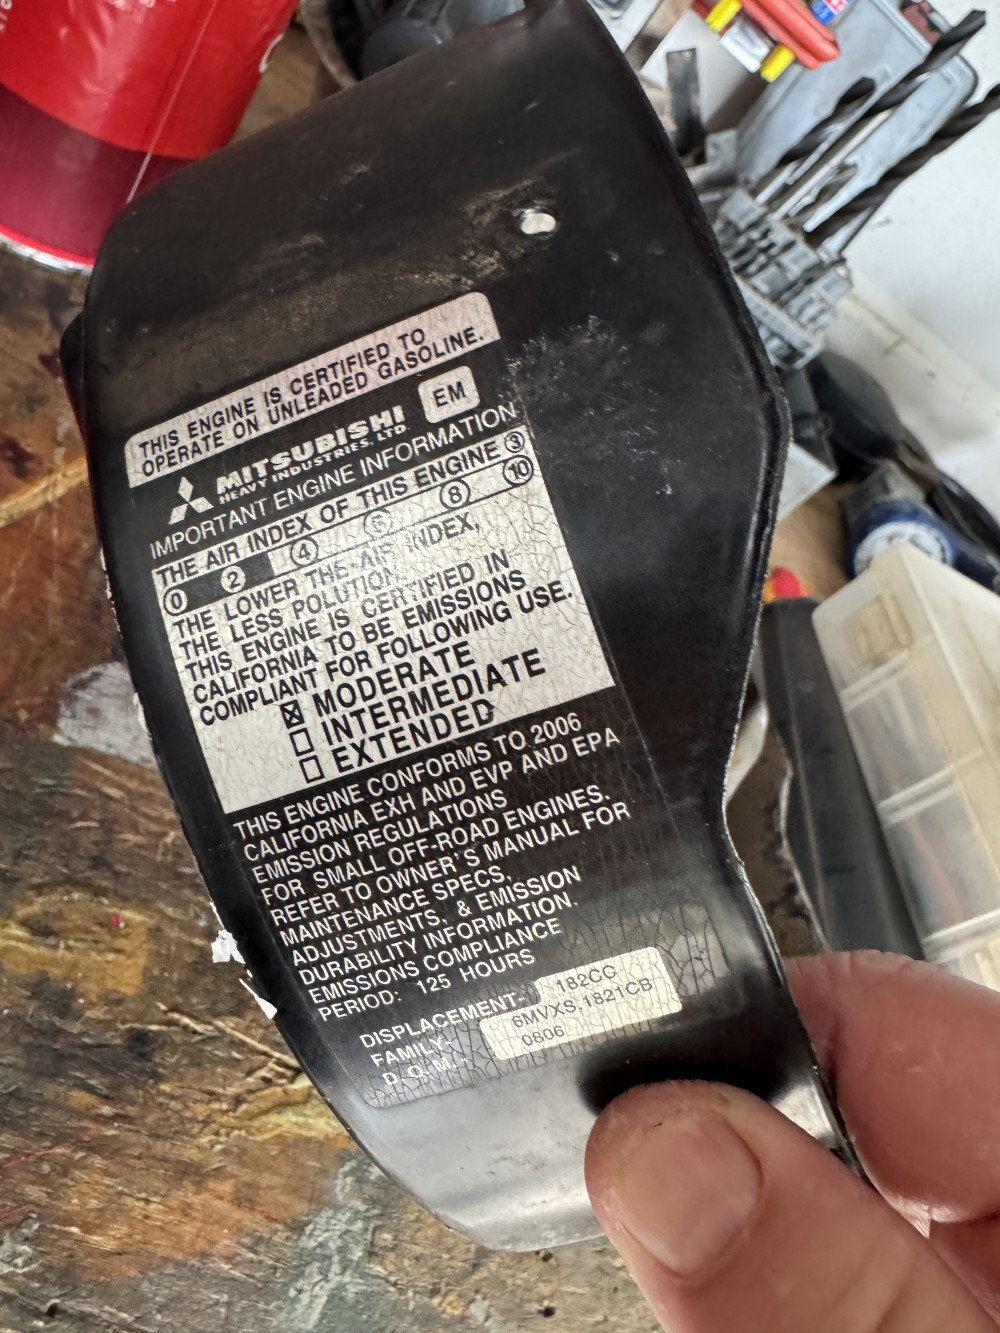 THIS ENGINE IS CERTIFIED TO
OPERATE ON UNLEADED GASOLINE.
MITSUBISHI
HEAVY INDUSTRIES, LTD.
EM
IMPORTANT ENGINE INFORMATION
THE AIR INDEX OF THIS ENGINE 3
0 2 4 6 8 10
THE LOWER THE AIR INDEX,
THE LESS POLUTION.
THIS ENGINE IS CERTIFIED IN
CALIFORNIA TO BE EMISSIONS
COMPLIANT FOR FOLLOWING USE.
☒ MODERATE
☐ INTERMEDIATE
☐ EXTENDED
THIS ENGINE CONFORMS TO 2006
CALIFORNIA EXH AND EVP AND EPA
EMISSION REGULATIONS
FOR SMALL OFF-ROAD ENGINES.
REFER TO OWNER'S MANUAL FOR
MAINTENANCE SPECS,
ADJUSTMENTS, & EMISSION
DURABILITY INFORMATION.
EMISSIONS COMPLIANCE
PERIOD: 125 HOURS
DISPLACEMENT- 182CC
FAMILY: 6MVXS.1821CB
D.O.M.: 0806